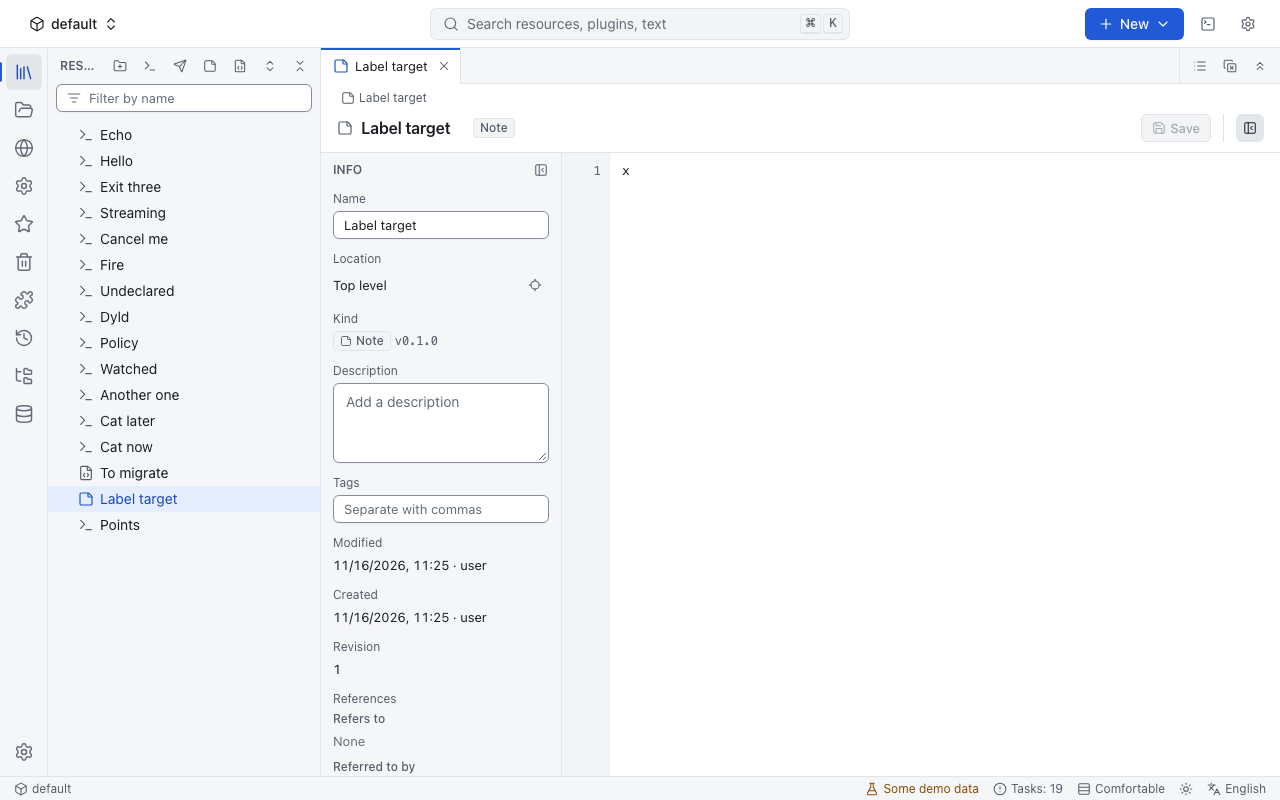 default
Search resources, plugins, text
⌘ K
New
RES...
Filter by name
Echo
Hello
Exit three
Streaming
Cancel me
Fire
Undeclared
Dyld
Policy
Watched
Another one
Cat later
Cat now
To migrate
Label target
Points
Label target
Label target
Label target
Note
Save
INFO
Name
Label target
Location
Top level
Kind
Note v0.1.0
Description
Add a description
Tags
Separate with commas
Modified
11/16/2026, 11:25 · user
Created
11/16/2026, 11:25 · user
Revision
1
References
Refers to
None
Referred to by
1 x
default
Some demo data
Tasks: 19
Comfortable
English